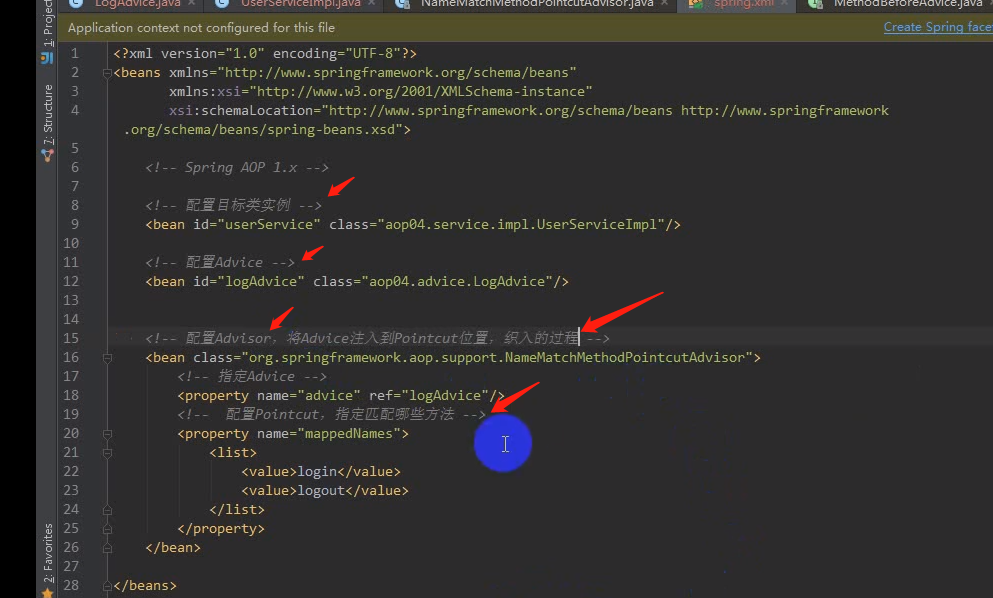 LogAdvice.java × UserServiceImpl.java × NameMatchMethodPointcutAdvisor.java × spring.xml × MethodBeforeAdvice.java
Application context not configured for this file Create Spring face
1: Project
7: Structure
2: Favorites
1 <?xml version="1.0" encoding="UTF-8"?>
2 <beans xmlns="http://www.springframework.org/schema/beans"
3 xmlns:xsi="http://www.w3.org/2001/XMLSchema-instance"
4 xsi:schemaLocation="http://www.springframework.org/schema/beans http://www.springframework
.org/schema/beans/spring-beans.xsd">
5
6 <!-- Spring AOP 1.x -->
7
8 <!-- 配置目标类实例 -->
9 <bean id="userService" class="aop04.service.impl.UserServiceImpl"/>
10
11 <!-- 配置Advice -->
12 <bean id="logAdvice" class="aop04.advice.LogAdvice"/>
13
14
15 <!-- 配置Advisor，将Advice注入到Pointcut位置，织入的过程 -->
16 <bean class="org.springframework.aop.support.NameMatchMethodPointcutAdvisor">
17 <!-- 指定Advice -->
18 <property name="advice" ref="logAdvice"/>
19 <!-- 配置Pointcut，指定匹配哪些方法 -->
20 <property name="mappedNames">
21 <list>
22 <value>login</value>
23 <value>logout</value>
24 </list>
25 </property>
26 </bean>
27
28 </beans>